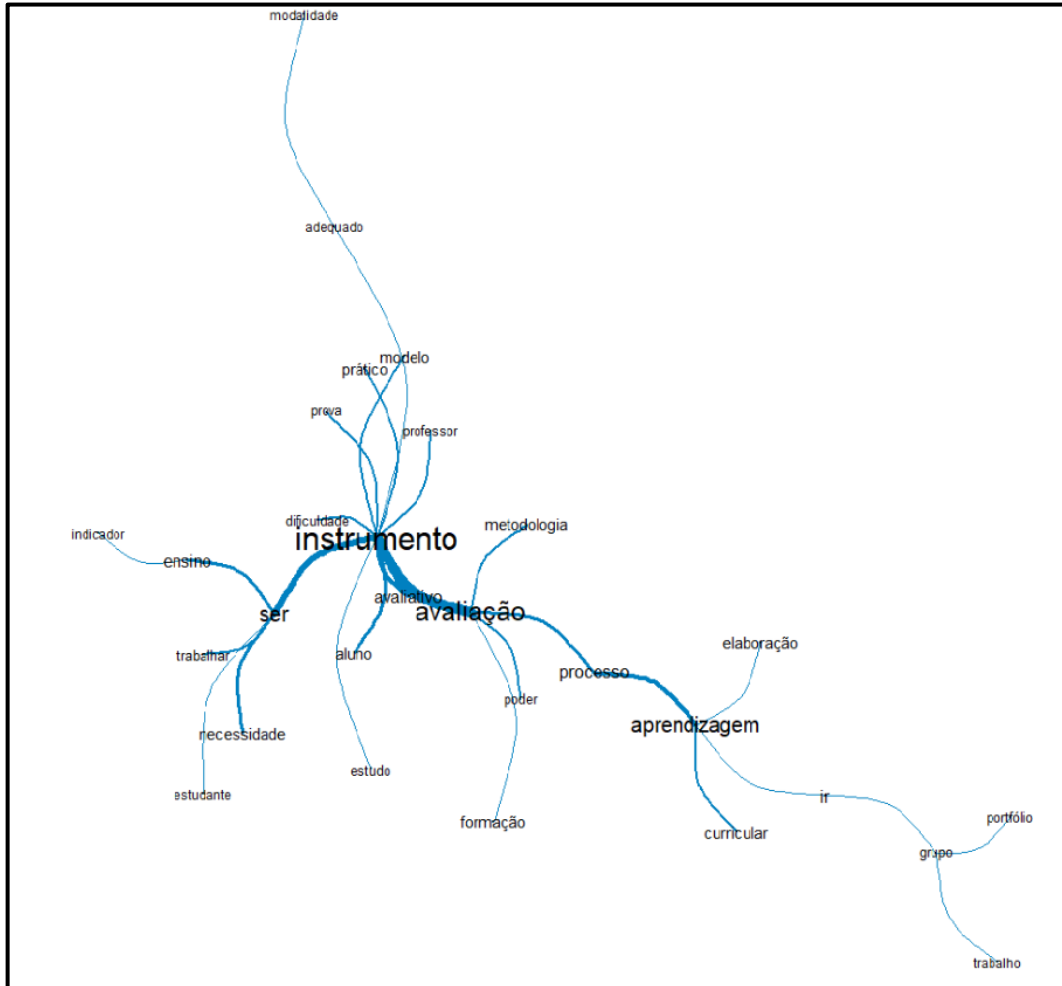 modalidade
adequado
modelo
prático
prova
professor
dificuldade
metodologia
indicador
instrumento
ensino
avaliativo
ser
avaliação
elaboração
trabalhar
aluno
processo
poder
aprendizagem
necessidade
estudo
estudante
ir
portfólio
formação
curricular
grupo
trabalho